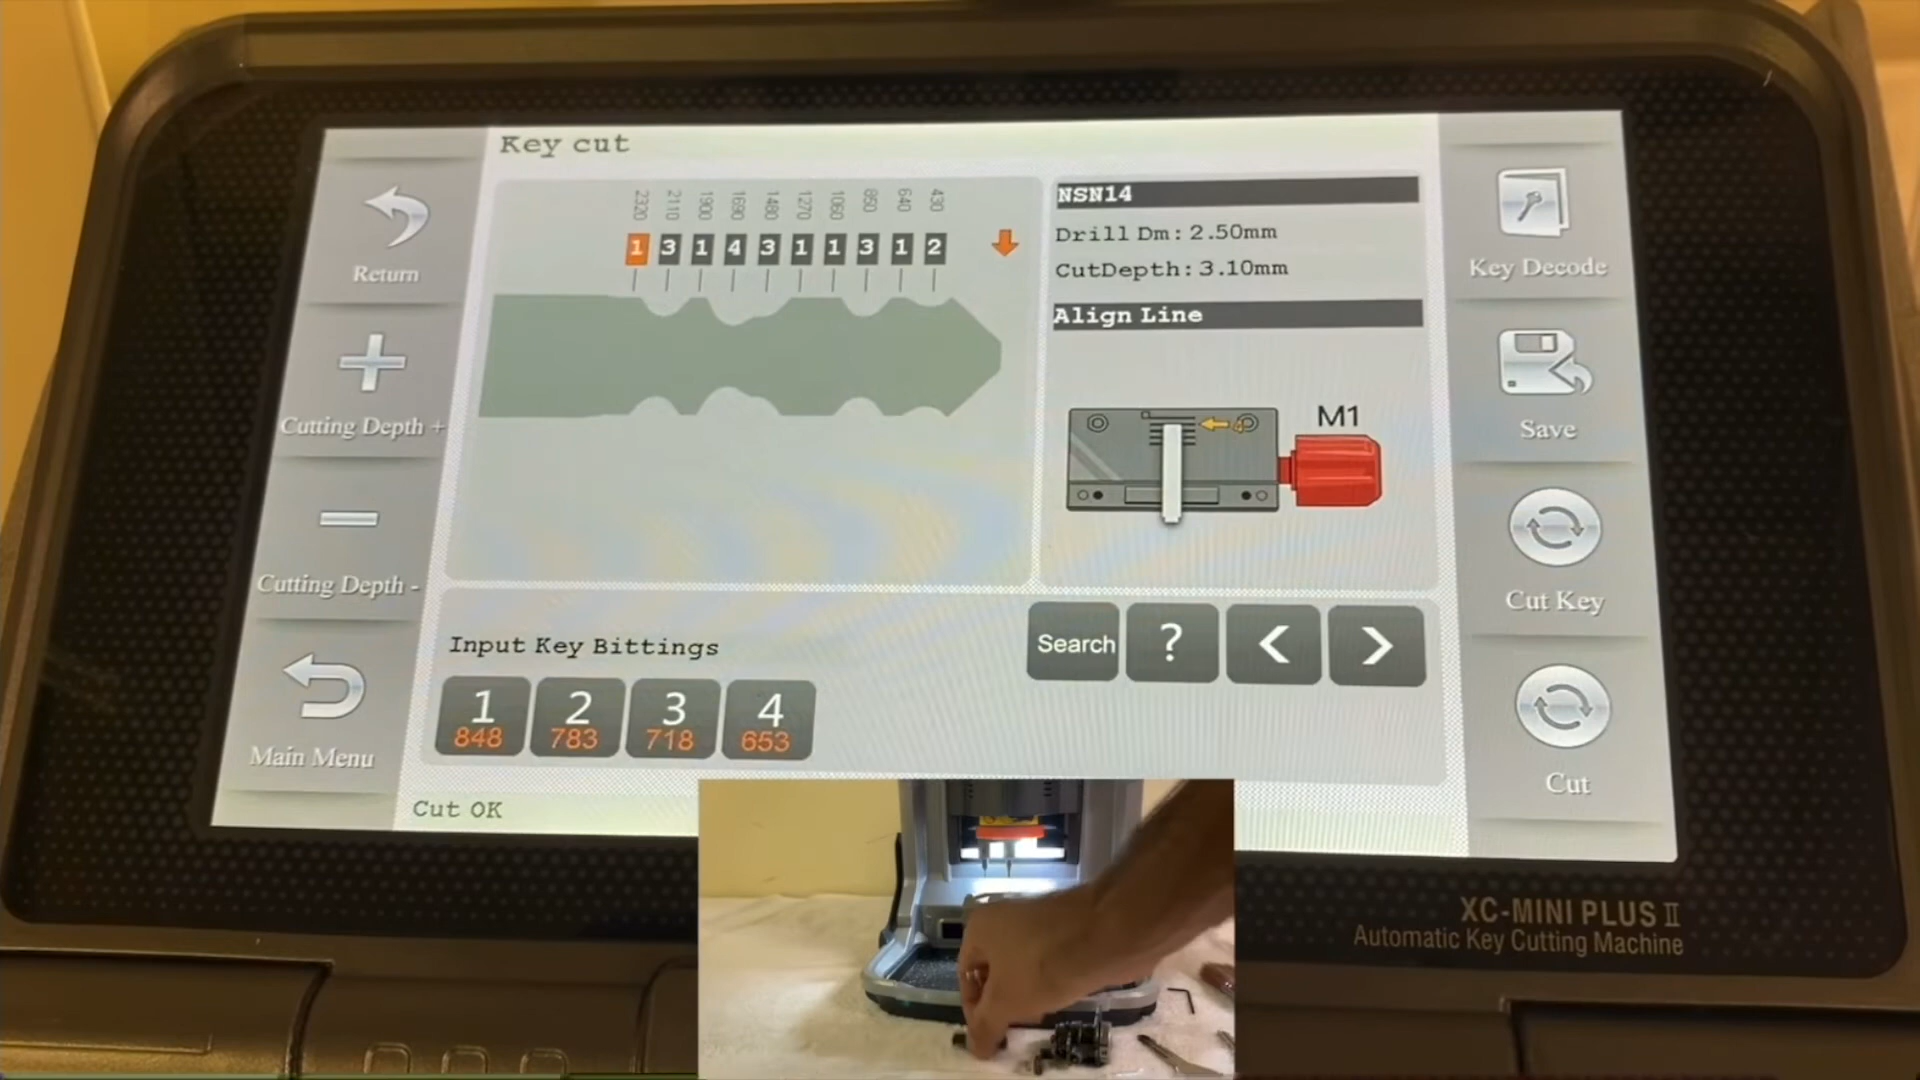 Key cut
Return
Cutting Depth +
Cutting Depth -
Main Menu
2320 2110 1900 1690 1480 1270 1060 850 640 430
1 3 1 4 3 1 1 3 1 2
NSN14
Drill Dm: 2.50mm
CutDepth: 3.10mm
Align Line
4
M1
Key Decode
Save
Cut Key
Cut
Input Key Bittings
Search ? < >
1 2 3 4
848 783 718 653
Cut OK
XC-MINI PLUS II
Automatic Key Cutting Machine